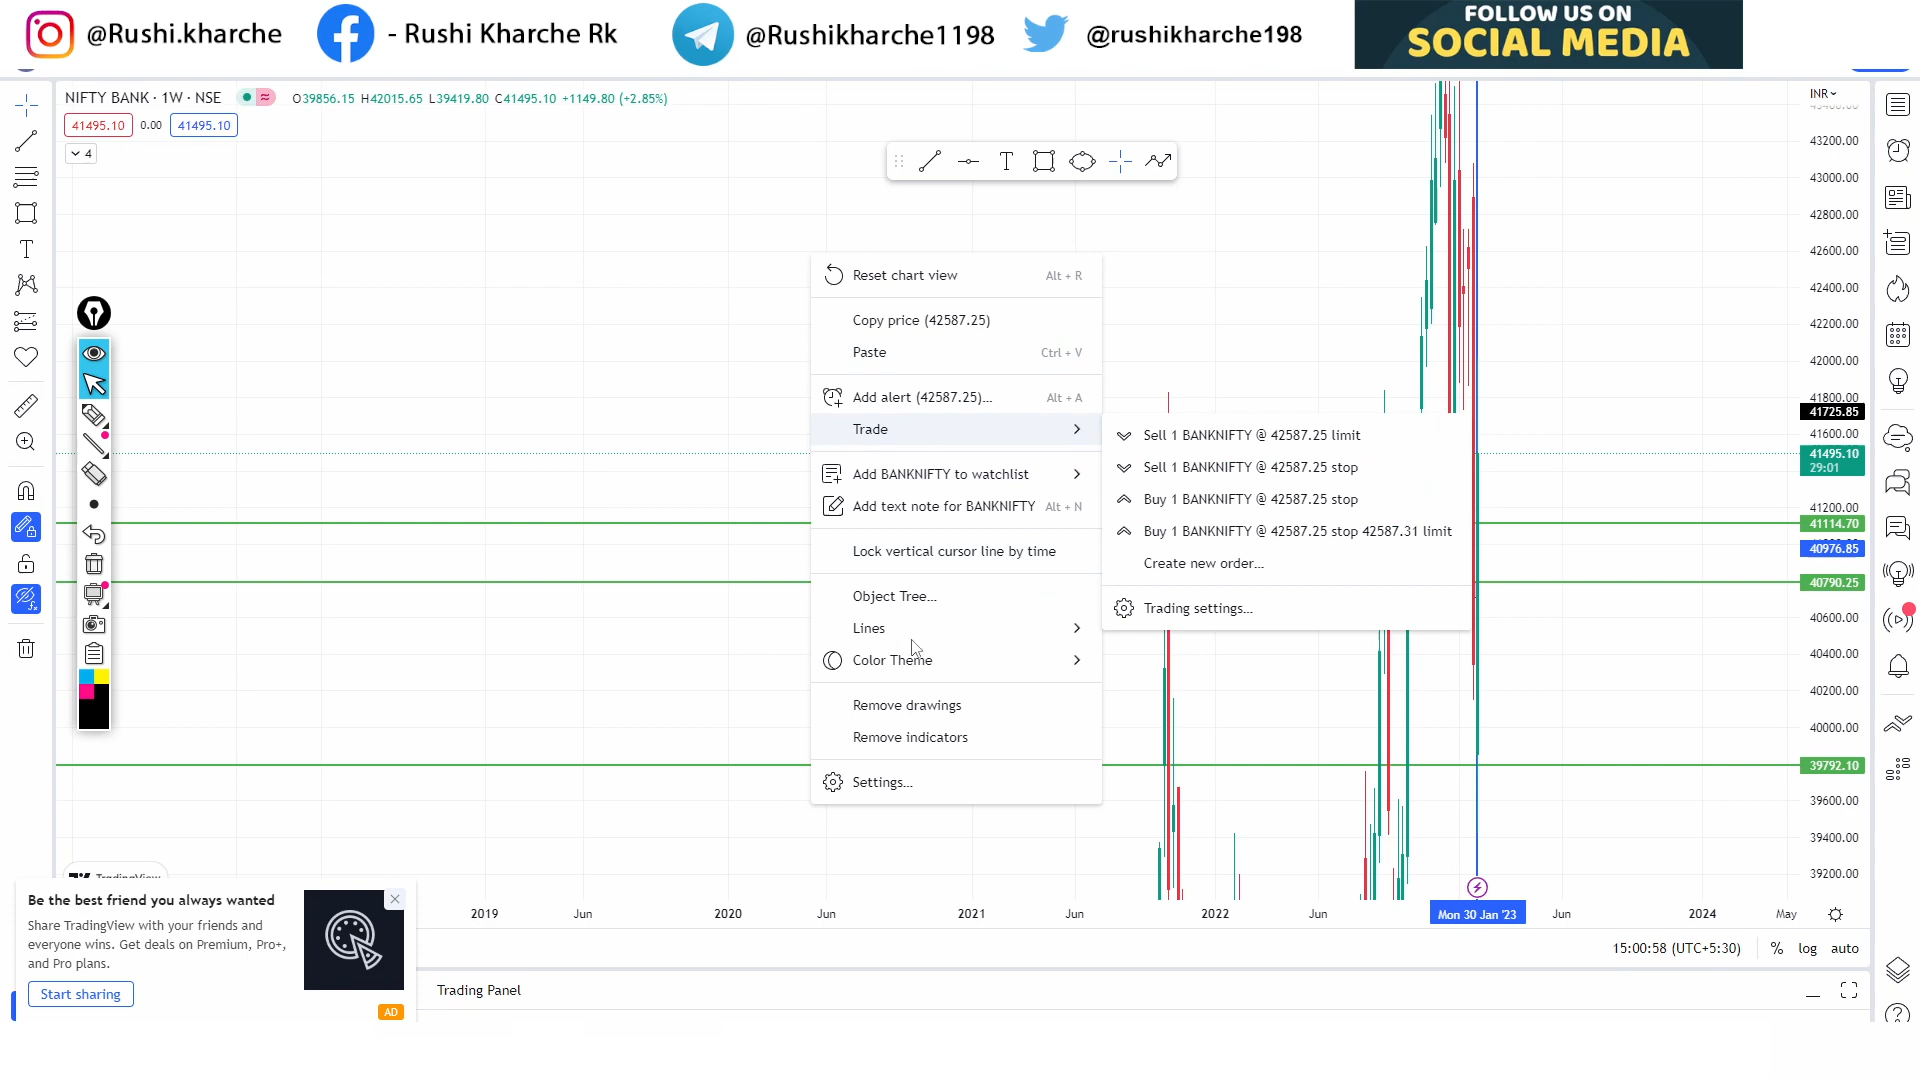 @Rushi.kharche
- Rushi Kharche Rk
@Rushikharche1198
@rushikharche198
FOLLOW US ON
SOCIAL MEDIA
NIFTY BANK · 1W · NSE
O39856.15 H42015.65 L39419.80 C41495.10 +1149.80 (+2.85%)
41495.10 0.00 41495.10
4
INR
43200.00
43000.00
42800.00
42600.00
42400.00
42200.00
42000.00
41800.00
41725.85
41600.00
41495.10
29:01
41200.00
41114.70
40976.85
40790.25
40600.00
40400.00
40200.00
40000.00
39792.10
39600.00
39400.00
39200.00
Reset chart view Alt + R
Copy price (42587.25)
Paste Ctrl + V
Add alert (42587.25)... Alt + A
Trade
Add BANKNIFTY to watchlist
Add text note for BANKNIFTY Alt + N
Lock vertical cursor line by time
Object Tree...
Lines
Color Theme
Remove drawings
Remove indicators
Settings...
Sell 1 BANKNIFTY @ 42587.25 limit
Sell 1 BANKNIFTY @ 42587.25 stop
Buy 1 BANKNIFTY @ 42587.25 stop
Buy 1 BANKNIFTY @ 42587.25 stop 42587.31 limit
Create new order...
Trading settings...
TradingView
Be the best friend you always wanted
Share TradingView with your friends and
everyone wins. Get deals on Premium, Pro+,
and Pro plans.
Start sharing
AD
2019 Jun 2020 Jun 2021 Jun 2022 Jun Mon 30 Jan '23 Jun 2024 May
15:00:58 (UTC+5:30) % log auto
Trading Panel